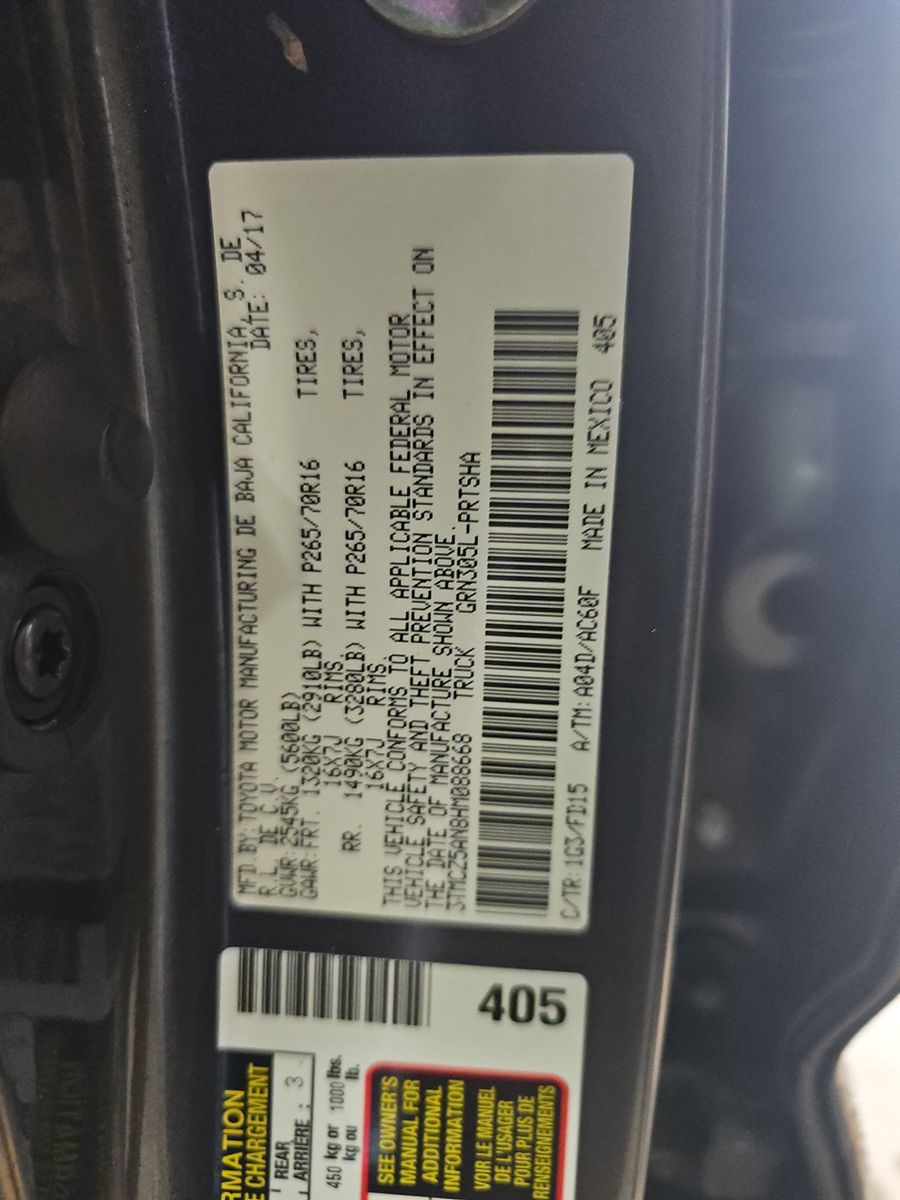 MFD.BY: TOYOTA MOTOR MANUFACTURING DE BAJA CALIFORNIA, S. DE
R.L. DE C.V. DATE: 04/17
GVWR: 2545KG (5600LB)
GAWR: FRT. 1320KG (2910LB) WITH P265/70R16 TIRES,
16X7J RIMS
RR. 1490KG (3280LB) WITH P265/70R16 TIRES,
16X7J RIMS
THIS VEHICLE CONFORMS TO ALL APPLICABLE FEDERAL MOTOR
VEHICLE SAFETY AND THEFT PREVENTION STANDARDS IN EFFECT ON
THE DATE OF MANUFACTURE SHOWN ABOVE.
3TMCZ5AN8HM088668 TRUCK GRN305L-PRTSHA
C/TR: 1G3/FD15 A/TM: A04D/AC60F MADE IN MEXICO 405
405
RMATION
E CHARGEMENT
REAR
ARRIÈRE : 3
450 kg or 1000 lbs.
kg ou lb.
SEE OWNER'S
MANUAL FOR
ADDITIONAL
INFORMATION
VOIR LE MANUEL
DE L'USAGER
POUR PLUS DE
RENSEIGNEMENTS